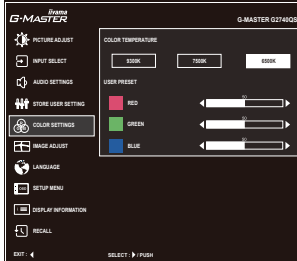 iiyama
G-MASTER
G-MASTER G2740QS
PICTURE ADJUST
INPUT SELECT
AUDIO SETTINGS
STORE USER SETTING
COLOR SETTINGS
IMAGE ADJUST
LANGUAGE
SETUP MENU
DISPLAY INFORMATION
RECALL
COLOR TEMPERATURE
9300K
7500K
6500K
USER PRESET
RED
50
GREEN
50
BLUE
50
EXIT :
SELECT : / PUSH